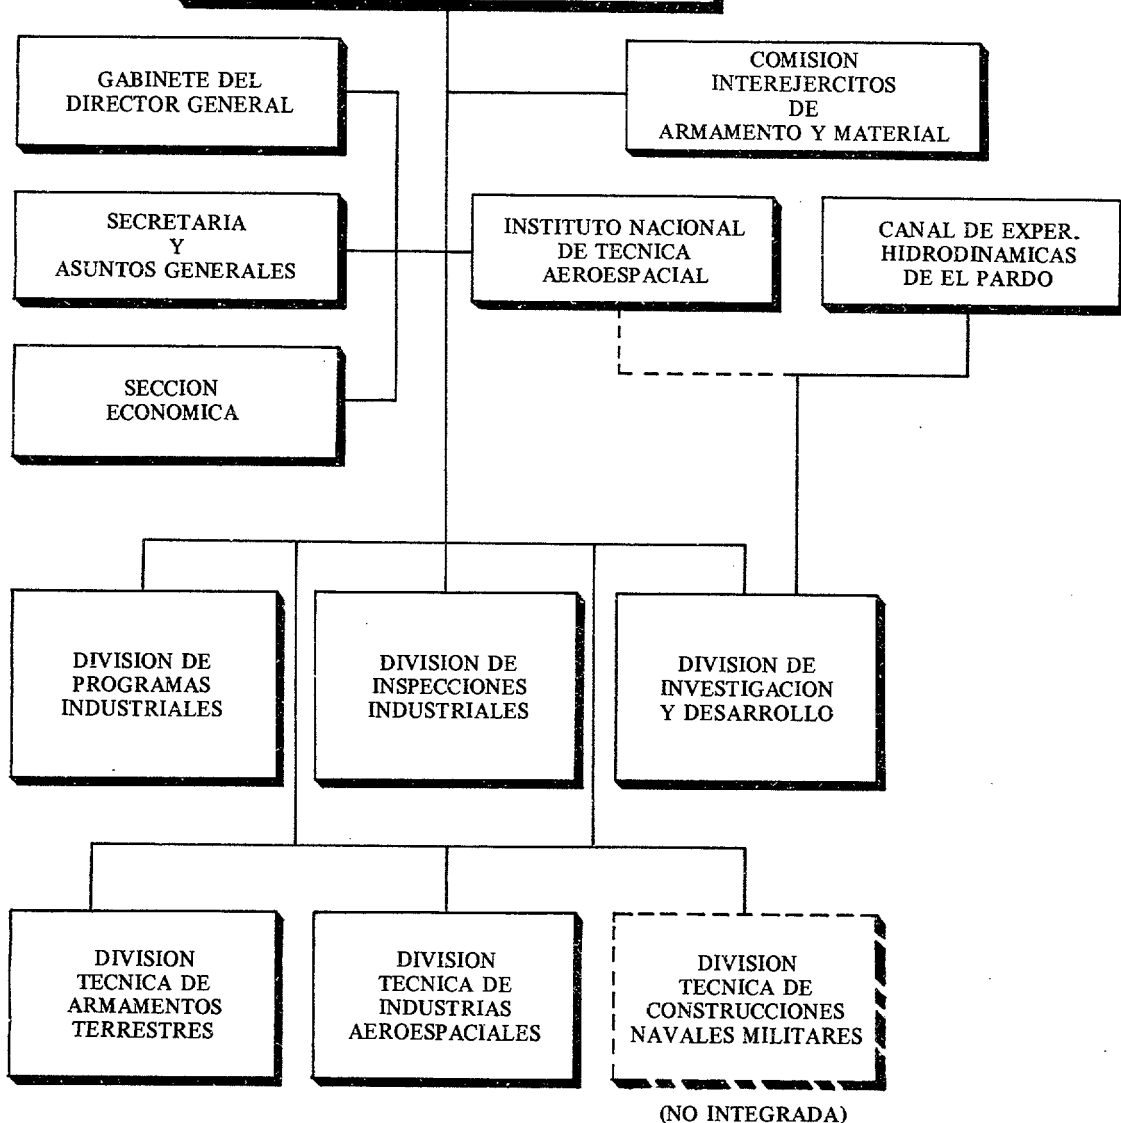 GABINETE DEL
DIRECTOR GENERAL
COMISION
INTEREJERCITOS
DE
ARMAMENTO Y MATERIAL
SECRETARIA
Y
ASUNTOS GENERALES
INSTITUTO NACIONAL
DE TECNICA
AEROESPACIAL
CANAL DE EXPER.
HIDRODINAMICAS
DE EL PARDO
SECCION
ECONOMICA
DIVISION DE
PROGRAMAS
INDUSTRIALES
DIVISION DE
INSPECCIONES
INDUSTRIALES
DIVISION DE
INVESTIGACION
Y DESARROLLO
DIVISION
TECNICA DE
ARMAMENTOS
TERRESTRES
DIVISION
TECNICA DE
INDUSTRIAS
AEROESPACIALES
DIVISION
TECNICA DE
CONSTRUCCIONES
NAVALES MILITARES
(NO INTEGRADA)